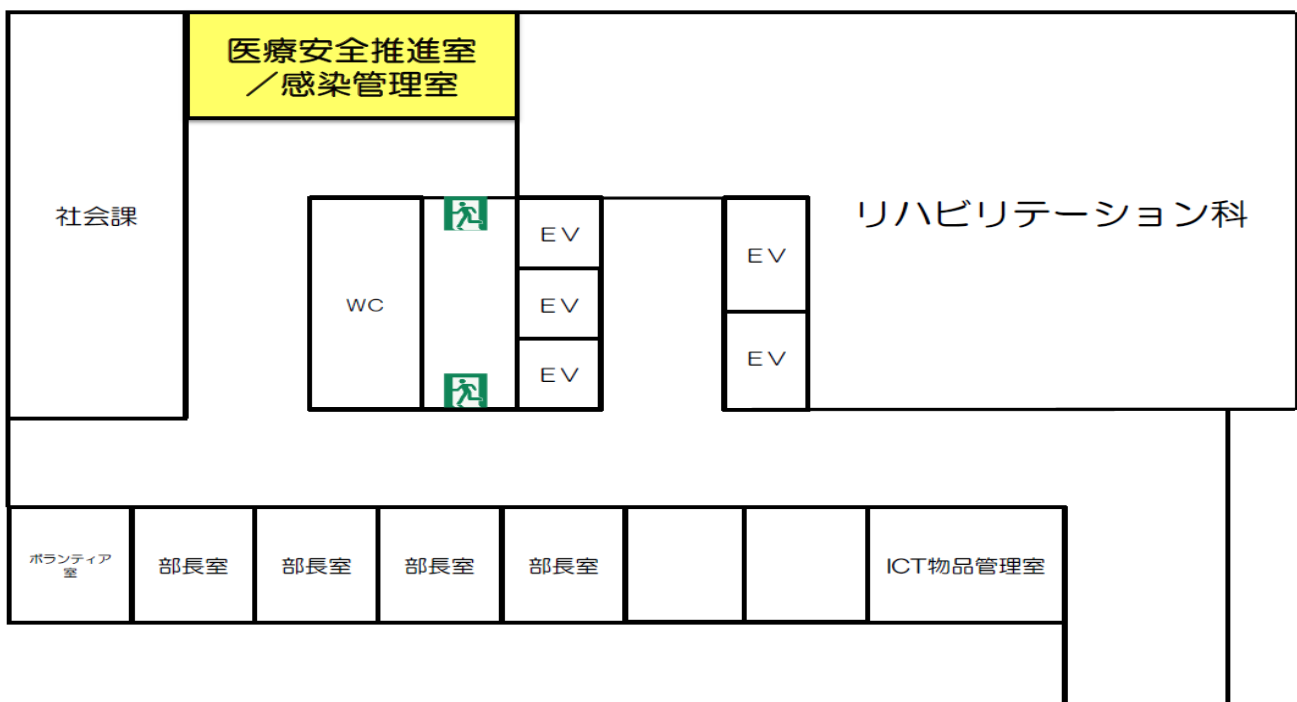 医療安全推進室
／感染管理室
社会課
リハビリテーション科
EV
EV
EV
EV
EV
WC
ボランティア
室
部長室
部長室
部長室
部長室
ICT物品管理室